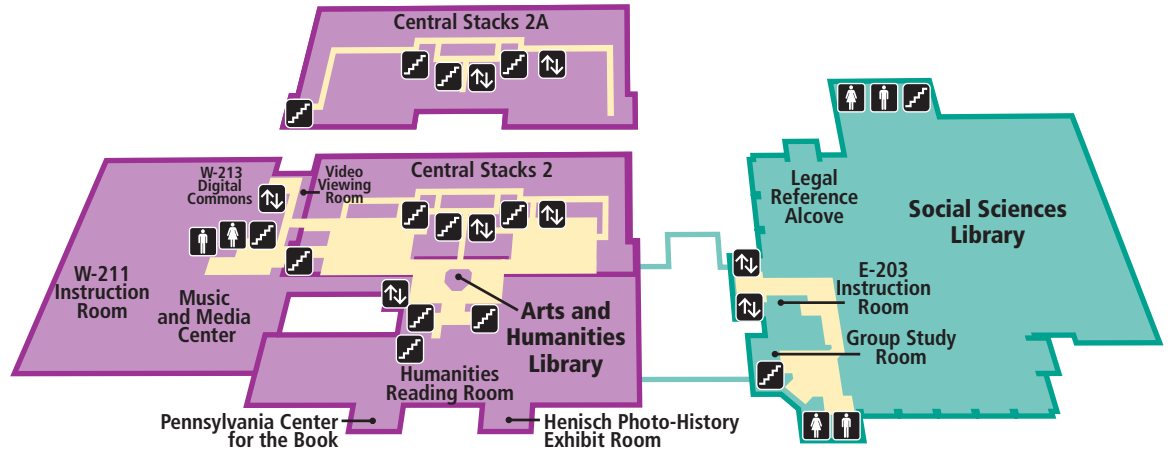 Central Stacks 2A
Central Stacks 2
W-213
Digital
Commons
Video
Viewing
Room
W-211
Instruction
Room
Music
and Media
Center
Arts and
Humanities
Library
Humanities
Reading Room
Pennsylvania Center
for the Book
Henisch Photo-History
Exhibit Room
Legal
Reference
Alcove
Social Sciences
Library
E-203
Instruction
Room
Group Study
Room